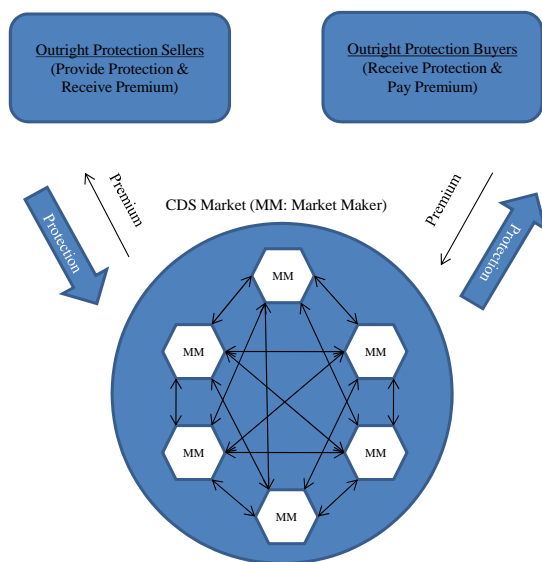 Outright Protection Sellers
(Provide Protection &
Receive Premium)
Outright Protection Buyers
(Receive Protection &
Pay Premium)
Premium
Protection
CDS Market (MM: Market Maker)
Premium
Protection
MM
MM
MM
MM
MM
MM